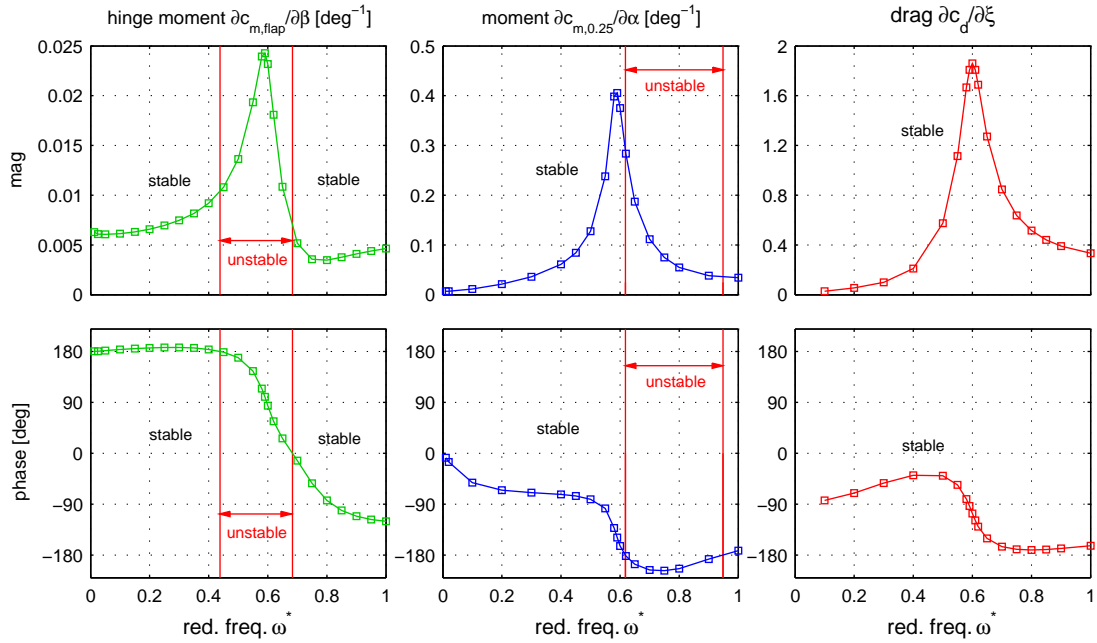 hinge moment ∂c_{m,flap}/∂β [deg⁻¹]
moment ∂c_{m,0.25}/∂α [deg⁻¹]
drag ∂c_d/∂ξ
mag
0.025
0.02
0.015
0.01
0.005
0
stable
unstable
stable
0.5
0.4
0.3
0.2
0.1
0
stable
unstable
2
1.6
1.2
0.8
0.4
0
stable
phase [deg]
180
90
0
−90
−180
stable
unstable
stable
0 0.2 0.4 0.6 0.8 1
red. freq. ω*
180
90
0
−90
−180
stable
unstable
0 0.2 0.4 0.6 0.8 1
red. freq. ω*
180
90
0
−90
−180
stable
0 0.2 0.4 0.6 0.8 1
red. freq. ω*